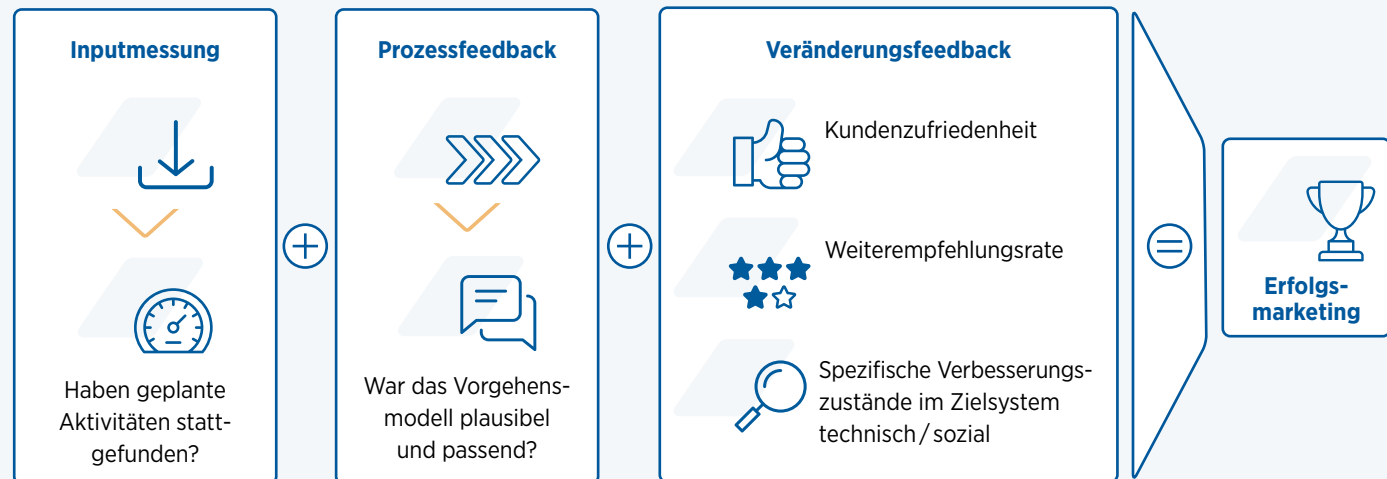 Inputmessung
Haben geplante
Aktivitäten statt-
gefunden?
Prozessfeedback
War das Vorgehens-
modell plausibel
und passend?
Veränderungsfeedback
Kundenzufriedenheit
Weiterempfehlungsrate
Spezifische Verbesserungs-
zustände im Zielsystem
technisch / sozial
Erfolgs-
marketing